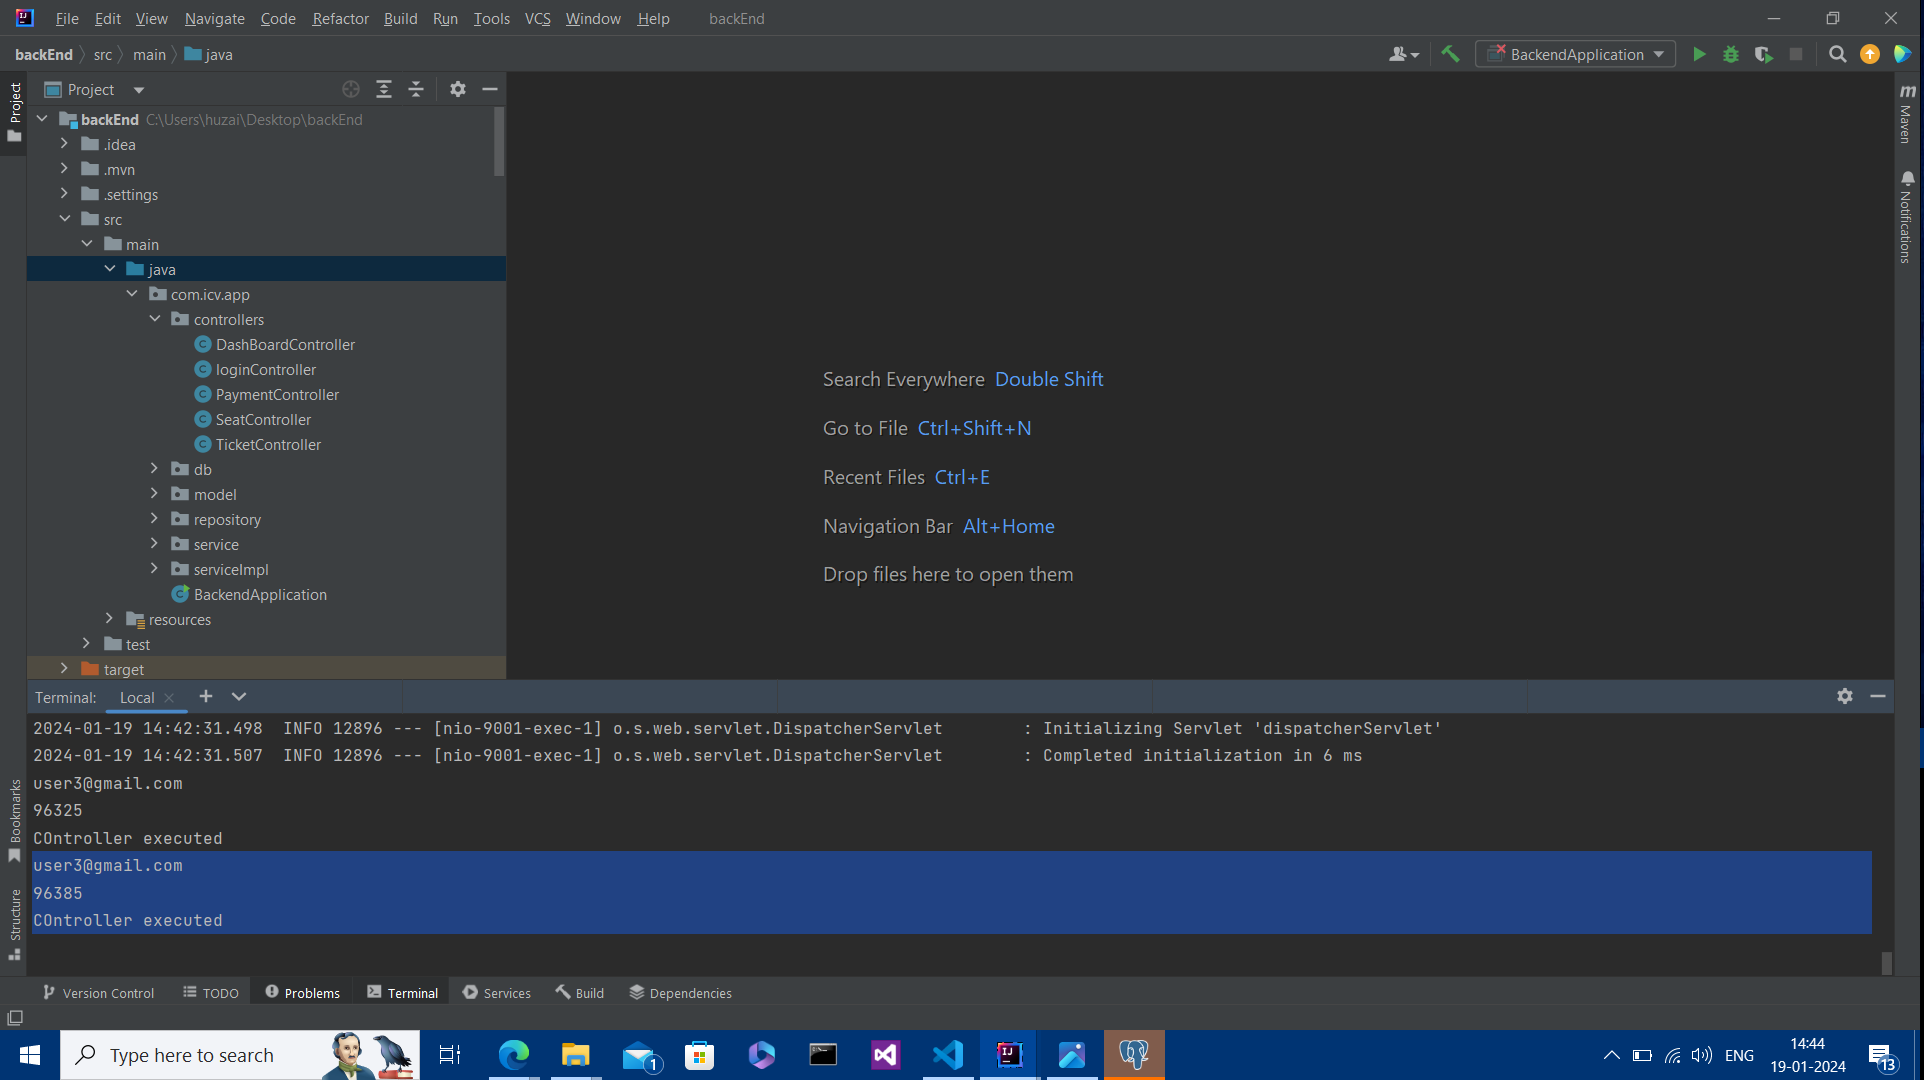 File Edit View Navigate Code Refactor Build Run Tools VCS Window Help backEnd
backEnd src main java
BackendApplication
Project
Project
backEnd C:\Users\huzai\Desktop\backEnd
.idea
.mvn
.settings
src
main
java
com.icv.app
controllers
DashBoardController
loginController
PaymentController
SeatController
TicketController
db
model
repository
service
serviceImpl
BackendApplication
resources
test
target
Search Everywhere Double Shift
Go to File Ctrl+Shift+N
Recent Files Ctrl+E
Navigation Bar Alt+Home
Drop files here to open them
m
Maven
Notifications
Terminal: Local
2024-01-19 14:42:31.498  INFO 12896 --- [nio-9001-exec-1] o.s.web.servlet.DispatcherServlet        : Initializing Servlet 'dispatcherServlet'
2024-01-19 14:42:31.507  INFO 12896 --- [nio-9001-exec-1] o.s.web.servlet.DispatcherServlet        : Completed initialization in 6 ms
user3@gmail.com
96325
COntroller executed
user3@gmail.com
96385
COntroller executed
Bookmarks
Structure
Version Control TODO Problems Terminal Services Build Dependencies
Type here to search
1
IJ
ENG
14:44
19-01-2024
13